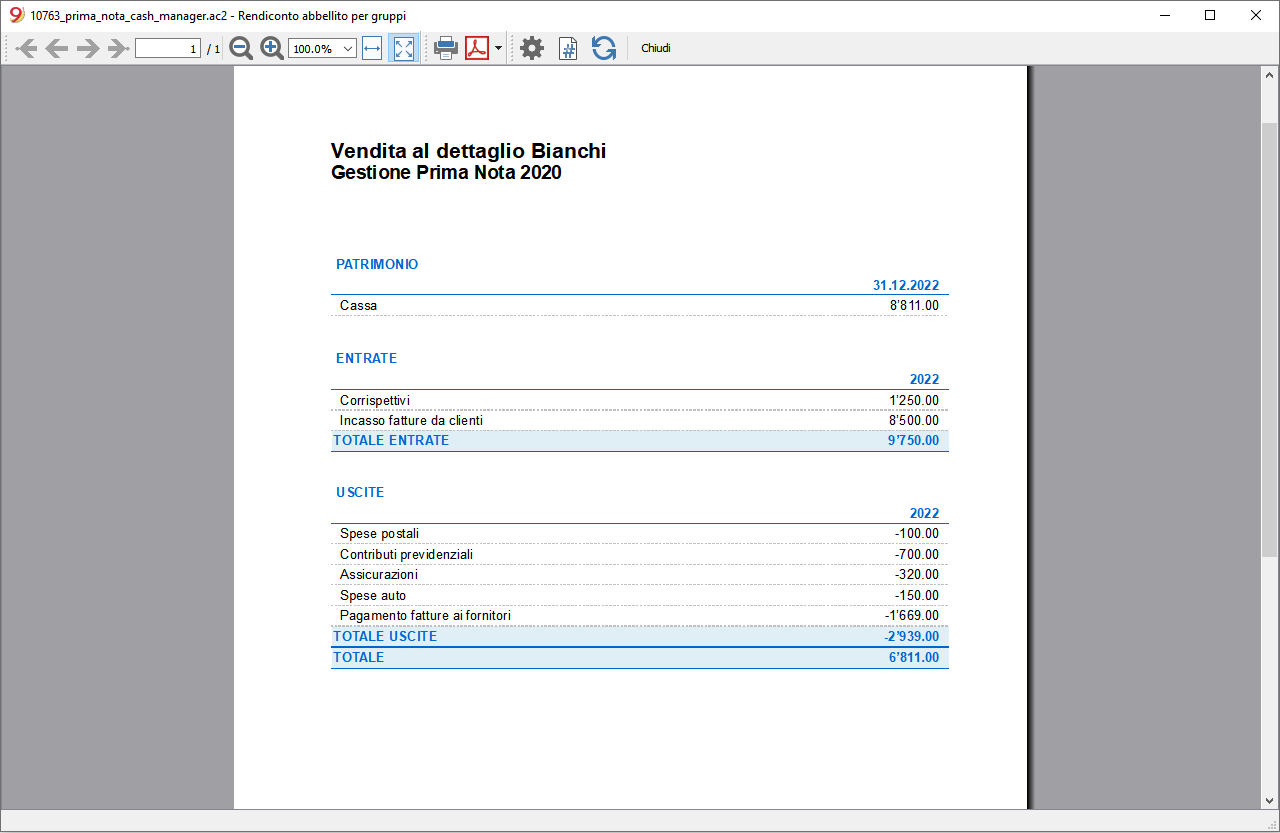 10763_prima_nota_cash_manager.ac2 - Rendiconto abbellito per gruppi
1 / 1 100.0% Chiudi
Vendita al dettaglio Bianchi
Gestione Prima Nota 2020
PATRIMONIO
31.12.2022
Cassa 8'811.00
ENTRATE
2022
Corrispettivi 1'250.00
Incasso fatture da clienti 8'500.00
TOTALE ENTRATE 9'750.00
USCITE
2022
Spese postali -100.00
Contributi previdenziali -700.00
Assicurazioni -320.00
Spese auto -150.00
Pagamento fatture ai fornitori -1'669.00
TOTALE USCITE -2'939.00
TOTALE 6'811.00